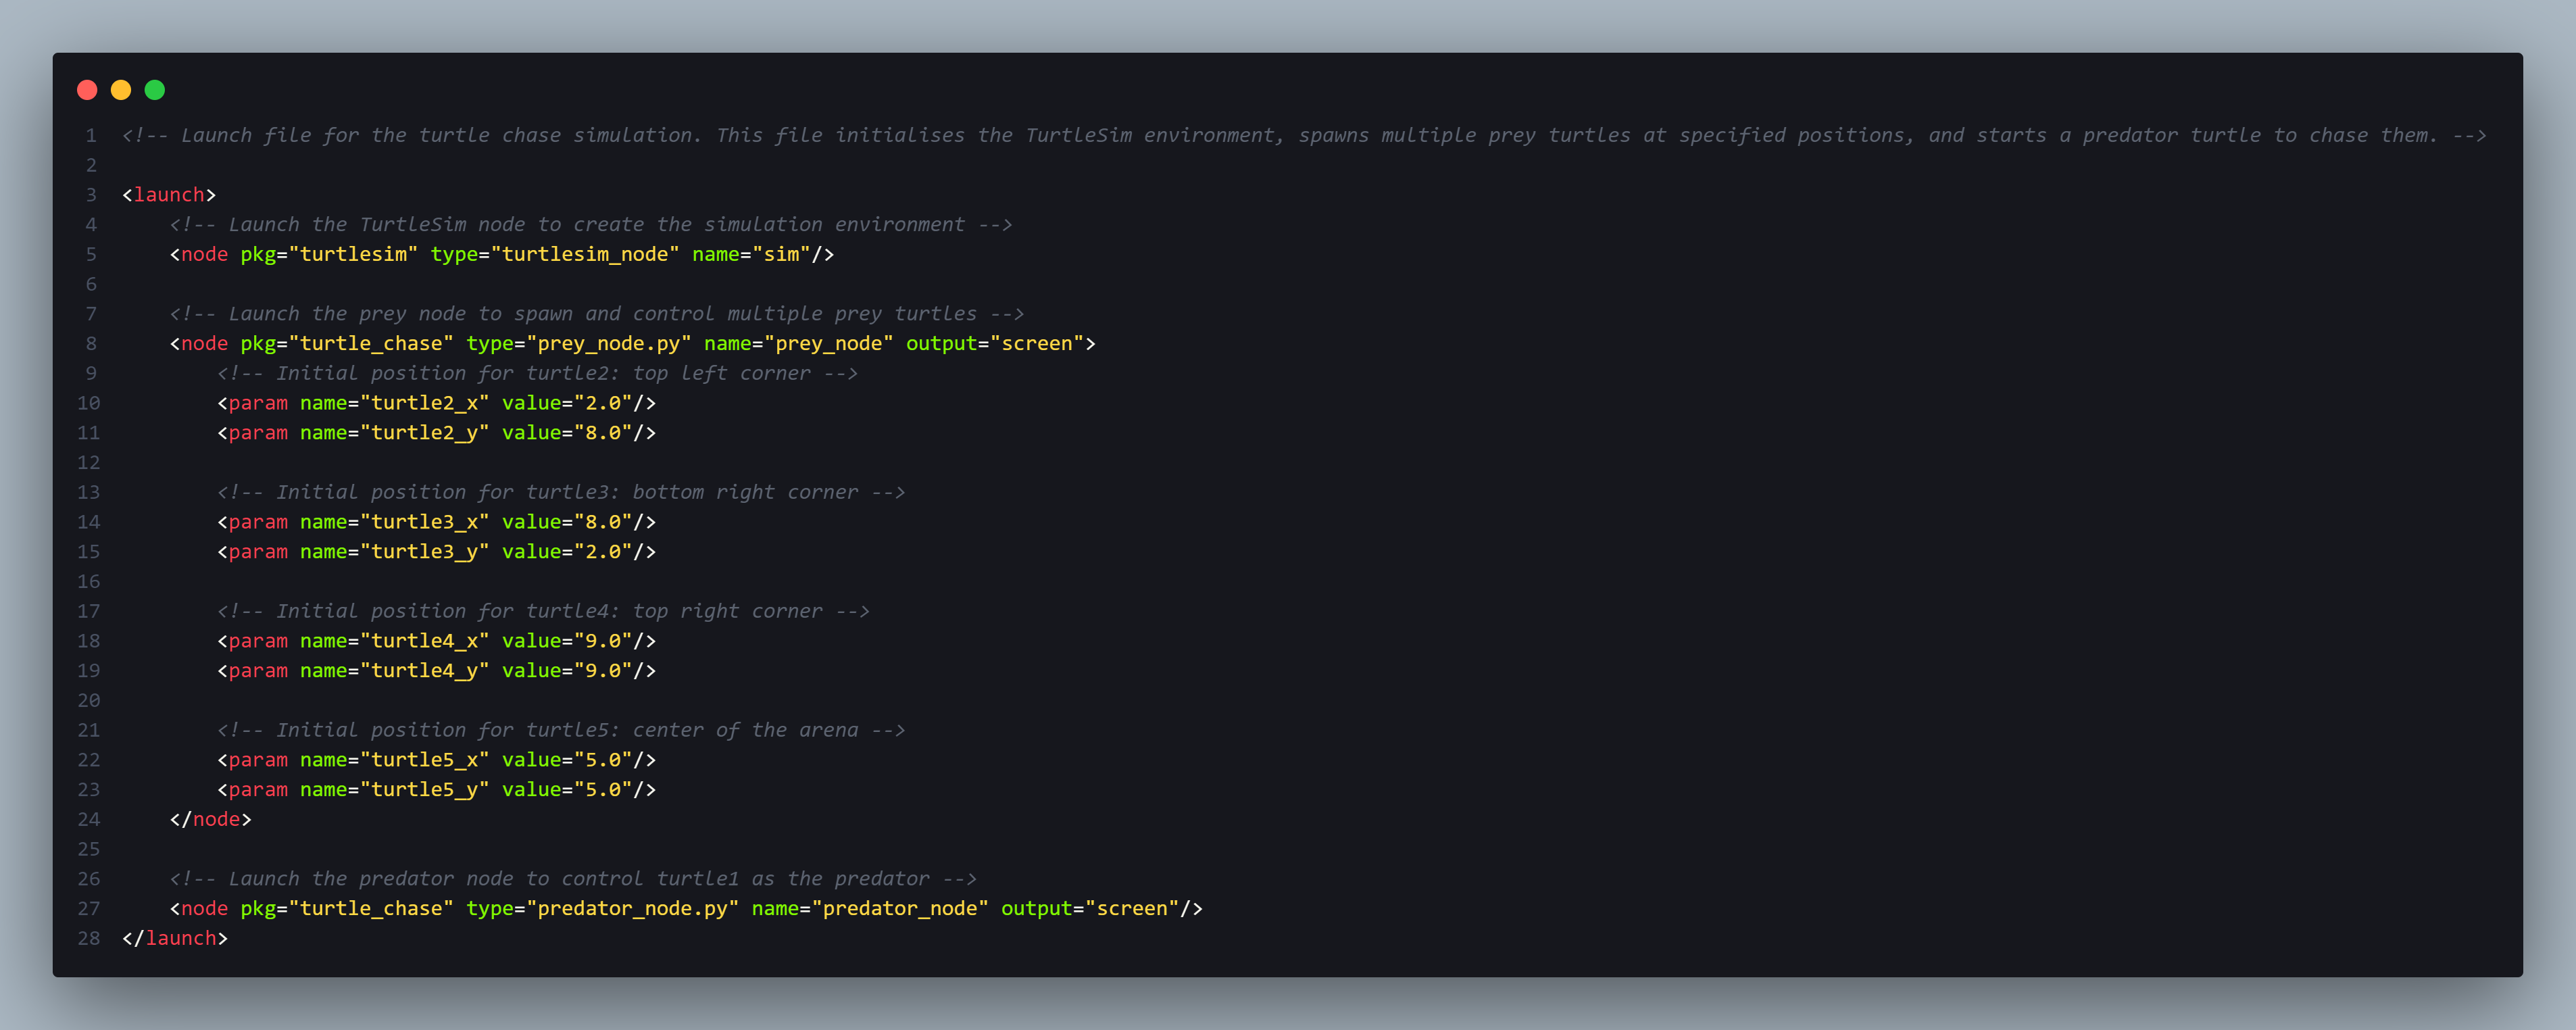 1 <!-- Launch file for the turtle chase simulation. This file initialises the TurtleSim environment, spawns multiple prey turtles at specified positions, and starts a predator turtle to chase them. -->
2
3 <launch>
4     <!-- Launch the TurtleSim node to create the simulation environment -->
5     <node pkg="turtlesim" type="turtlesim_node" name="sim"/>
6
7     <!-- Launch the prey node to spawn and control multiple prey turtles -->
8     <node pkg="turtle_chase" type="prey_node.py" name="prey_node" output="screen">
9         <!-- Initial position for turtle2: top left corner -->
10         <param name="turtle2_x" value="2.0"/>
11         <param name="turtle2_y" value="8.0"/>
12
13         <!-- Initial position for turtle3: bottom right corner -->
14         <param name="turtle3_x" value="8.0"/>
15         <param name="turtle3_y" value="2.0"/>
16
17         <!-- Initial position for turtle4: top right corner -->
18         <param name="turtle4_x" value="9.0"/>
19         <param name="turtle4_y" value="9.0"/>
20
21         <!-- Initial position for turtle5: center of the arena -->
22         <param name="turtle5_x" value="5.0"/>
23         <param name="turtle5_y" value="5.0"/>
24     </node>
25
26     <!-- Launch the predator node to control turtle1 as the predator -->
27     <node pkg="turtle_chase" type="predator_node.py" name="predator_node" output="screen"/>
28 </launch>